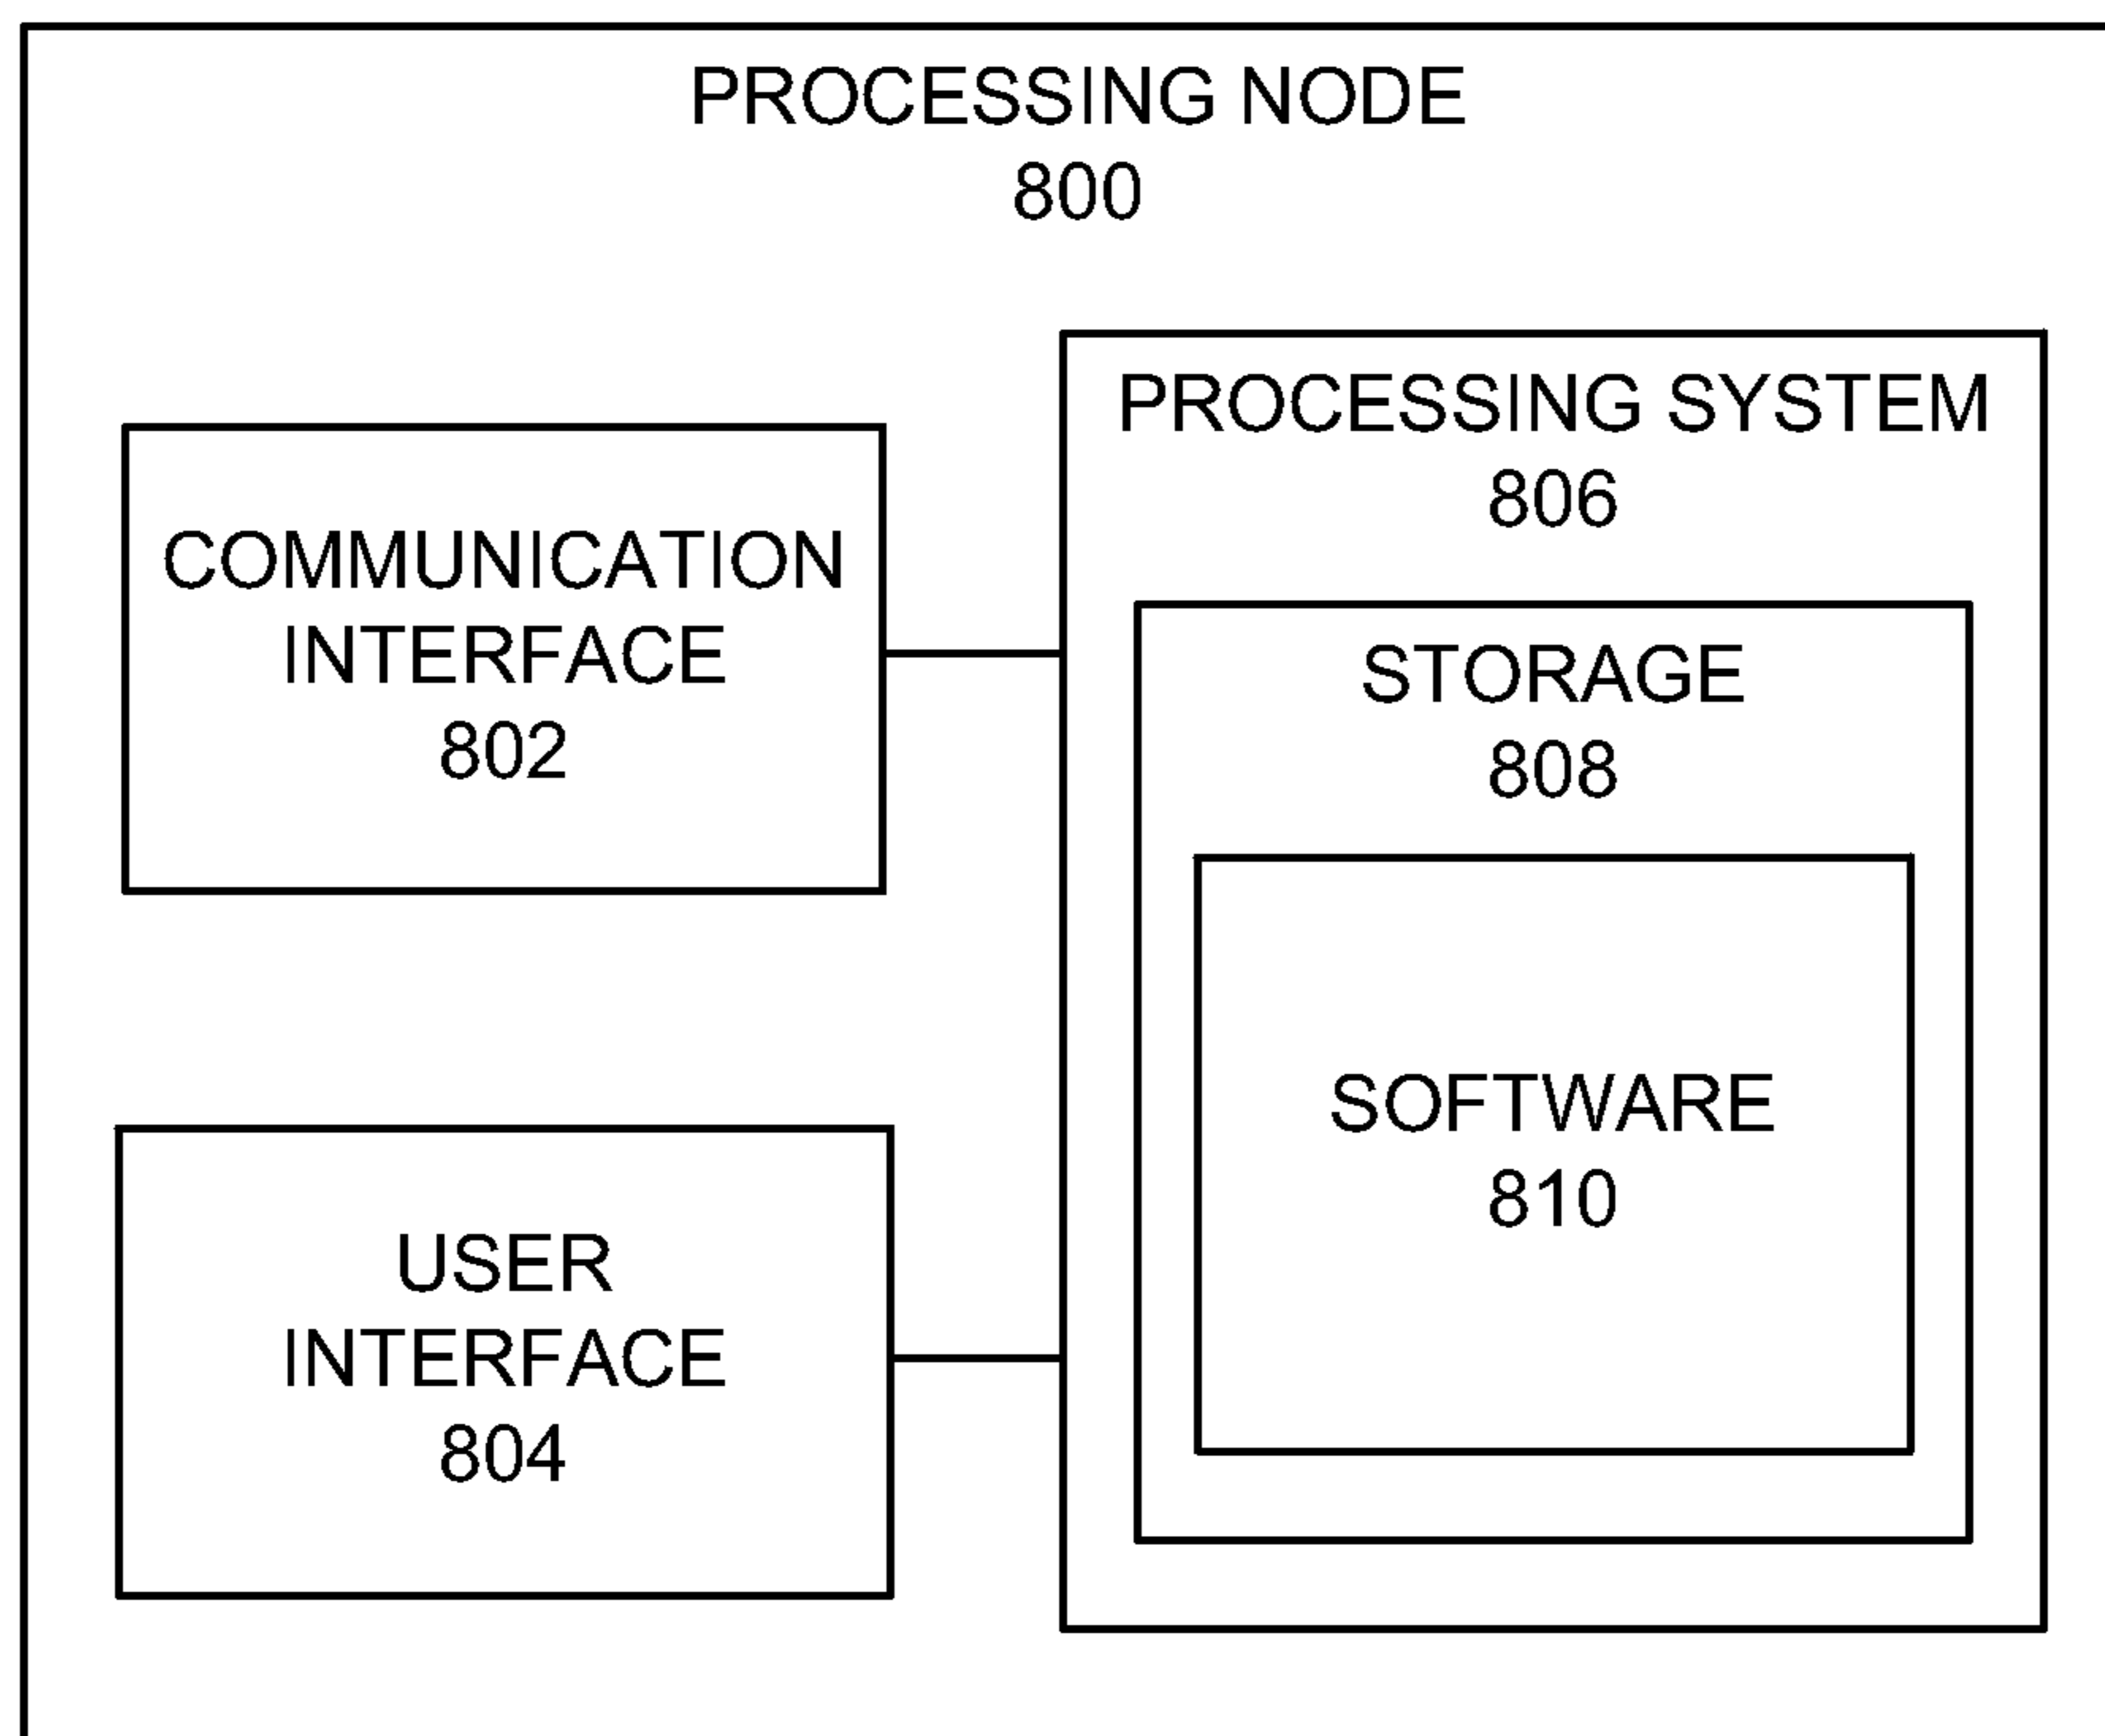 PROCESSING NODE
800
PROCESSING SYSTEM
806
COMMUNICATION
INTERFACE
802
STORAGE
808
SOFTWARE
810
USER
INTERFACE
804